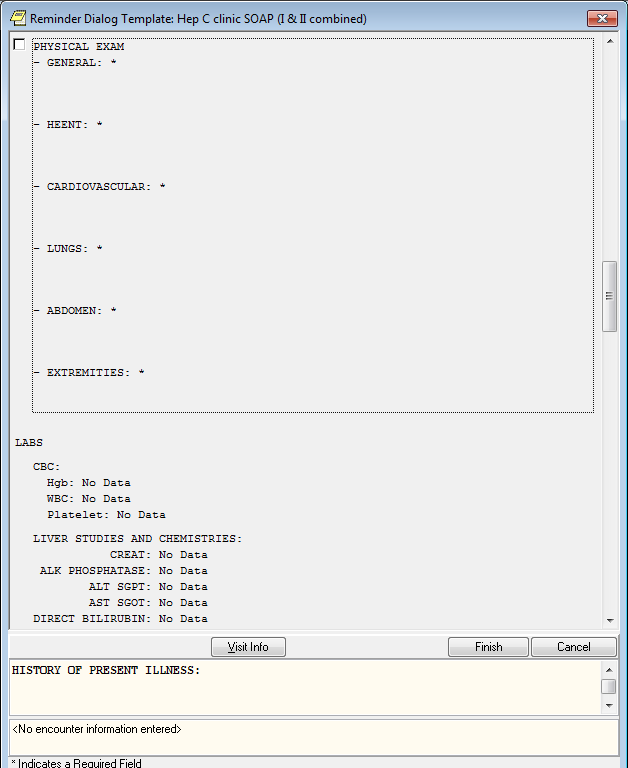 Reminder Dialog Template: Hep C clinic SOAP (I & II combined)
PHYSICAL EXAM
- GENERAL: *
- HEENT: *
- CARDIOVASCULAR: *
- LUNGS: *
- ABDOMEN: *
- EXTREMITIES: *
LABS
CBC:
Hgb: No Data
WBC: No Data
Platelet: No Data
LIVER STUDIES AND CHEMISTRIES:
CREAT: No Data
ALK PHOSPHATASE: No Data
ALT SGPT: No Data
AST SGOT: No Data
DIRECT BILIRUBIN: No Data
Visit Info Finish Cancel
HISTORY OF PRESENT ILLNESS:
<No encounter information entered>
* Indicates a Required Field